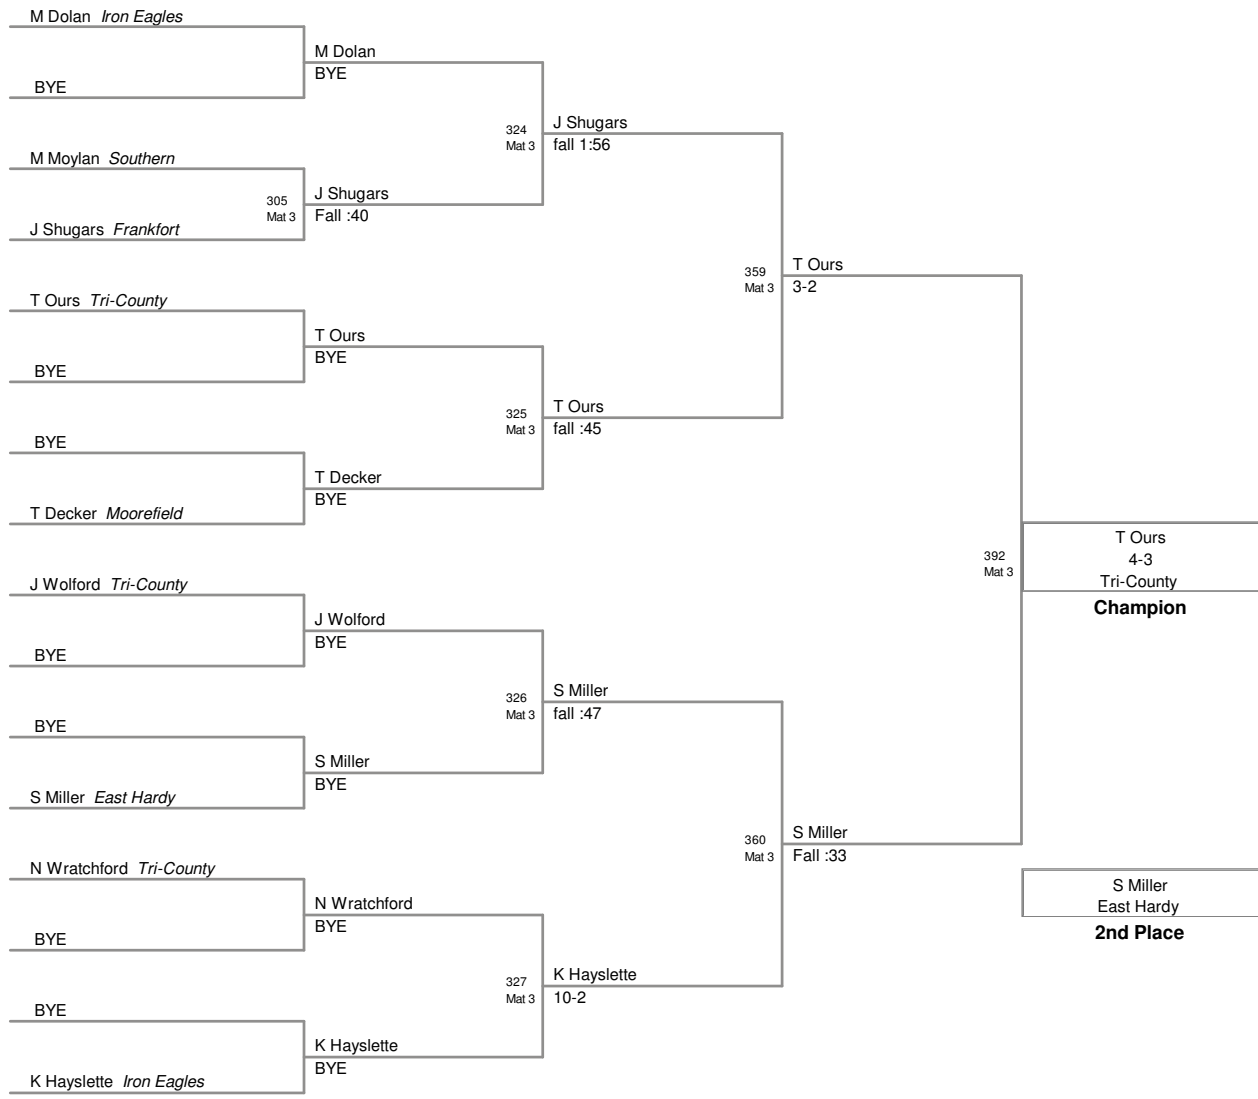 M Dolan Iron Eagles
BYE
M Moylan Southern
J Shugars Frankfort
T Ours Tri-County
BYE
BYE
T Decker Moorefield
J Wolford Tri-County
BYE
BYE
S Miller East Hardy
N Wratchford Tri-County
BYE
BYE
K Hayslette Iron Eagles
305
Mat 3
M Dolan
BYE
J Shugars
Fall :40
T Ours
BYE
T Decker
BYE
J Wolford
BYE
S Miller
BYE
N Wratchford
BYE
K Hayslette
BYE
324
Mat 3
325
Mat 3
326
Mat 3
327
Mat 3
J Shugars
fall 1:56
T Ours
fall :45
S Miller
fall :47
K Hayslette
10-2
359
Mat 3
360
Mat 3
T Ours
3-2
S Miller
Fall :33
392
Mat 3
T Ours
4-3
Tri-County
Champion
S Miller
East Hardy
2nd Place